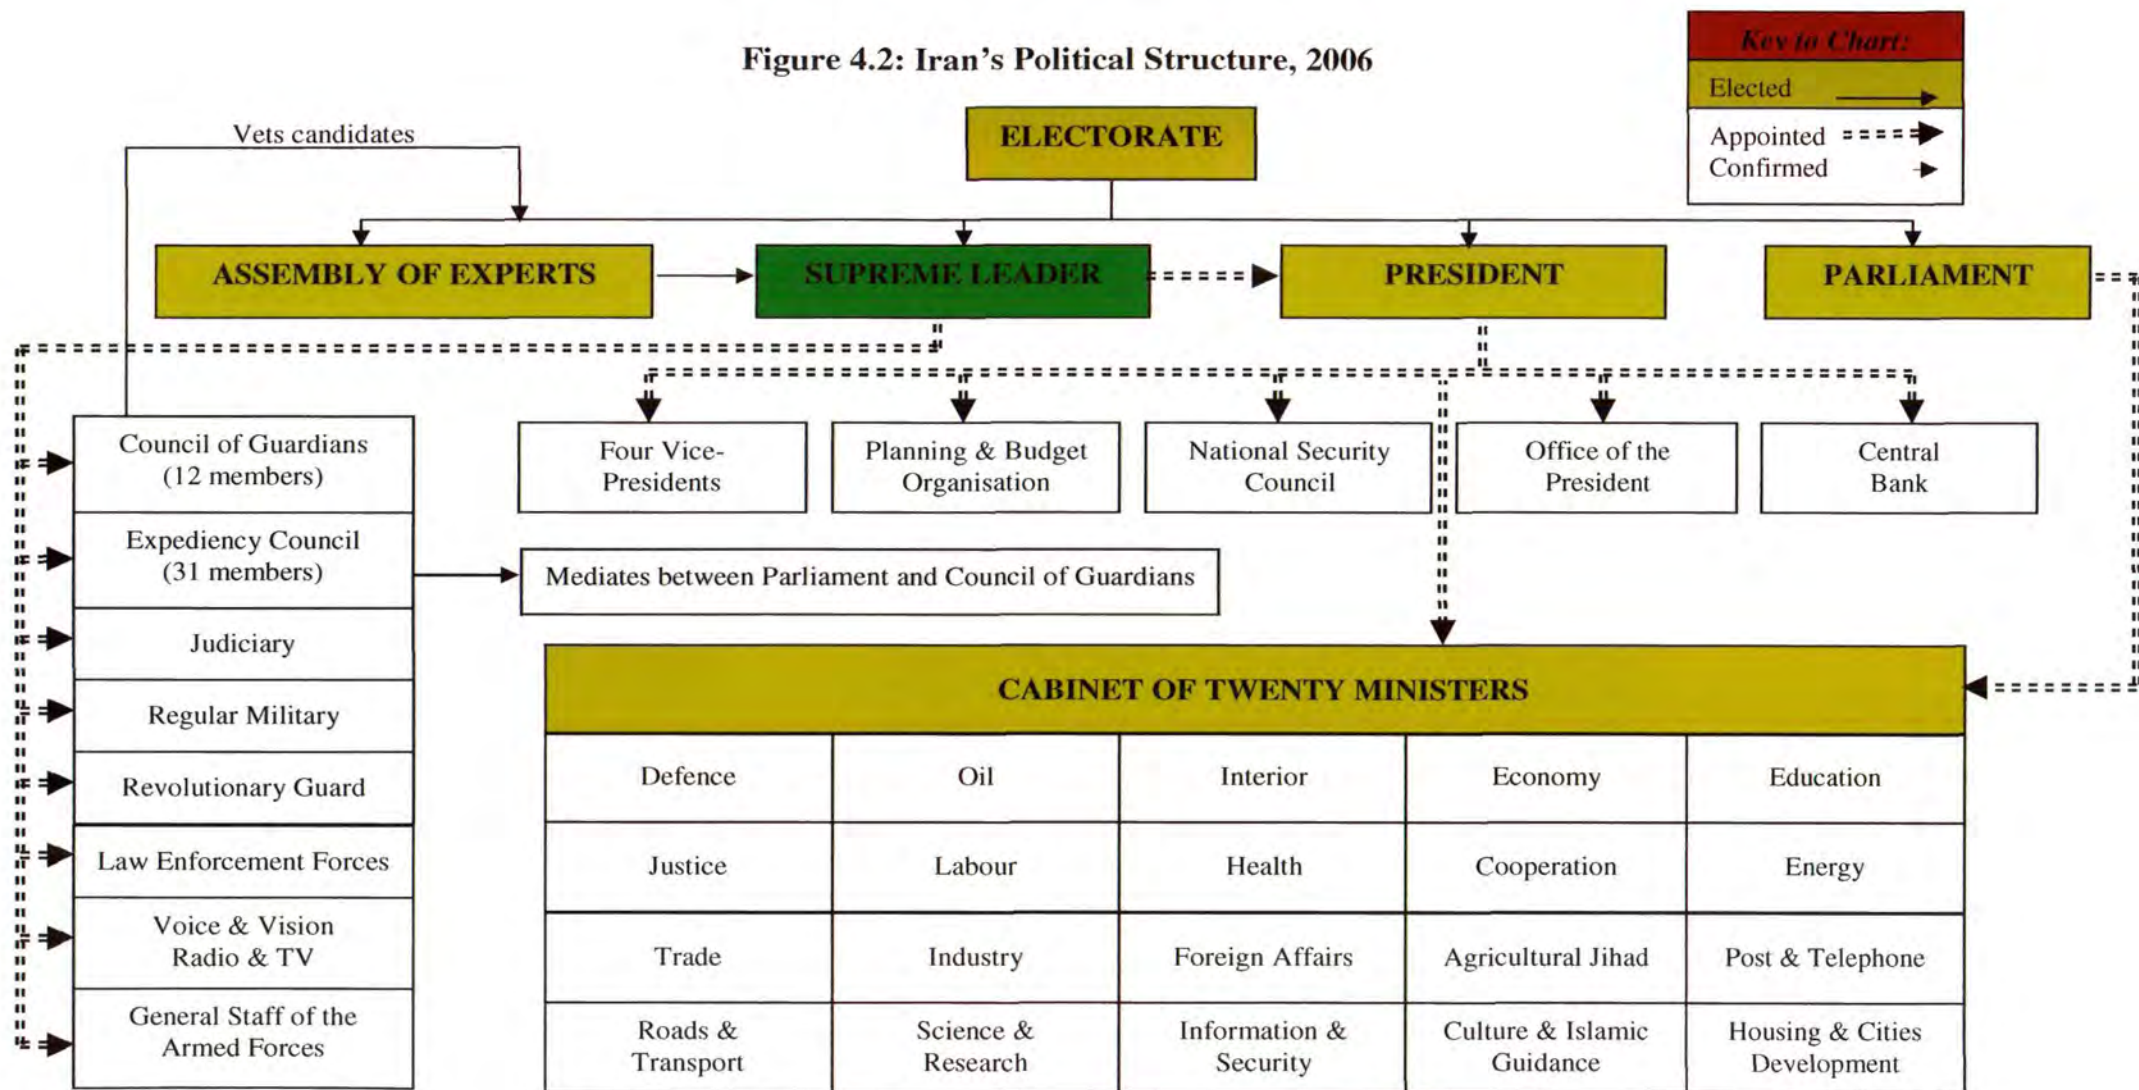 Figure 4.2: Iran's Political Structure, 2006
Key to Chart:
Elected
Appointed
Confirmed
Vets candidates
ELECTORATE
ASSEMBLY OF EXPERTS
SUPREME LEADER
PRESIDENT
PARLIAMENT
Council of Guardians
(12 members)
Expediency Council
(31 members)
Judiciary
Regular Military
Revolutionary Guard
Law Enforcement Forces
Voice & Vision
Radio & TV
General Staff of the
Armed Forces
Four Vice-
Presidents
Planning & Budget
Organisation
National Security
Council
Office of the
President
Central
Bank
Mediates between Parliament and Council of Guardians
CABINET OF TWENTY MINISTERS
Defence
Oil
Interior
Economy
Education
Justice
Labour
Health
Cooperation
Energy
Trade
Industry
Foreign Affairs
Agricultural Jihad
Post & Telephone
Roads &
Transport
Science &
Research
Information &
Security
Culture & Islamic
Guidance
Housing & Cities
Development